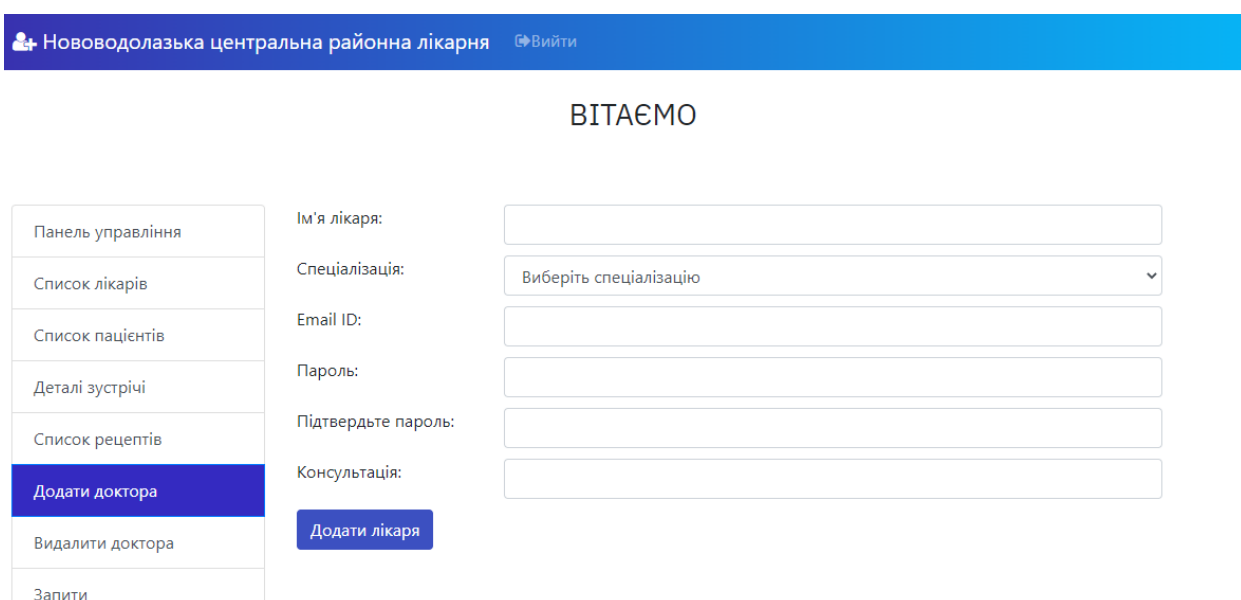 Нововодолазька центральна районна лікарня Вийти
ВІТАЄМО
Панель управління
Список лікарів
Список пацієнтів
Деталі зустрічі
Список рецептів
Додати доктора
Видалити доктора
Запити
Ім'я лікаря:
Спеціалізація: Виберіть спеціалізацію
Email ID:
Пароль:
Підтвердьте пароль:
Консультація:
Додати лікаря